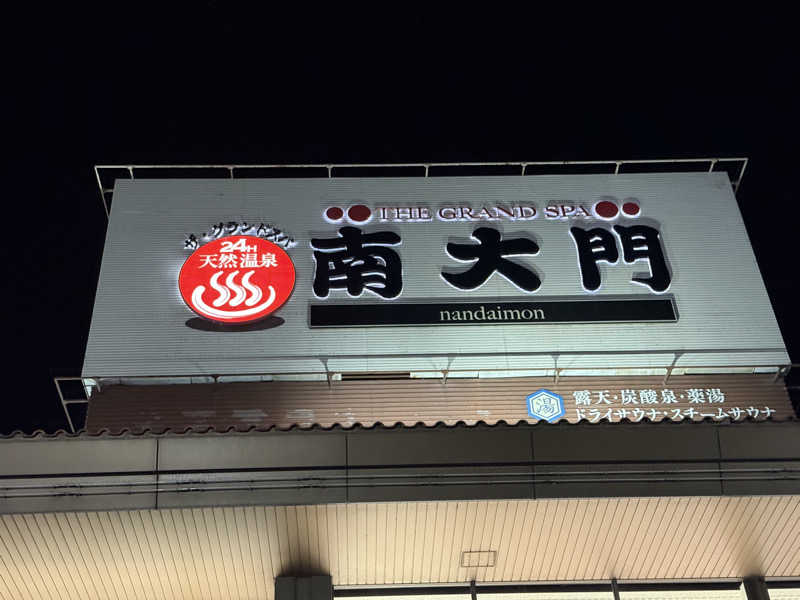 THE GRAND SPA
ザ・グランドスパ
24H
天然温泉
南大門
nandaimon
湯
露天・炭酸泉・薬湯
ドライサウナ・スチームサウナ